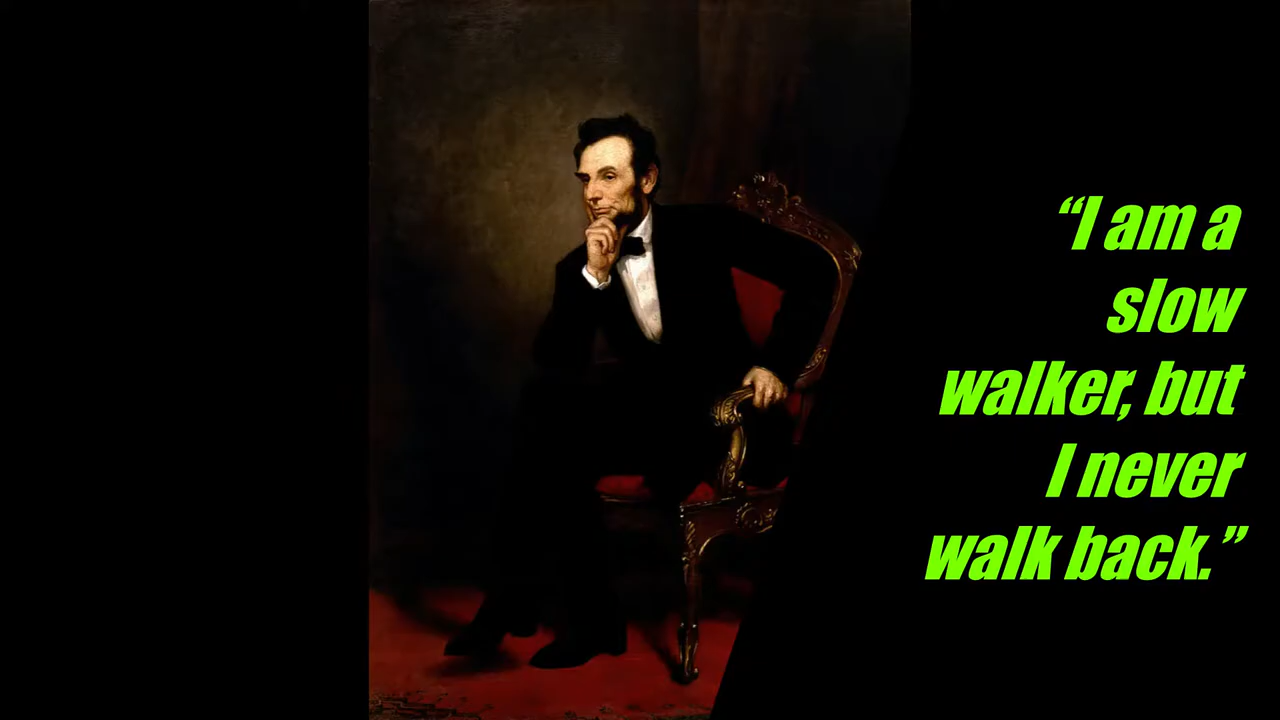 “I am a
slow
walker, but
I never
walk back.”